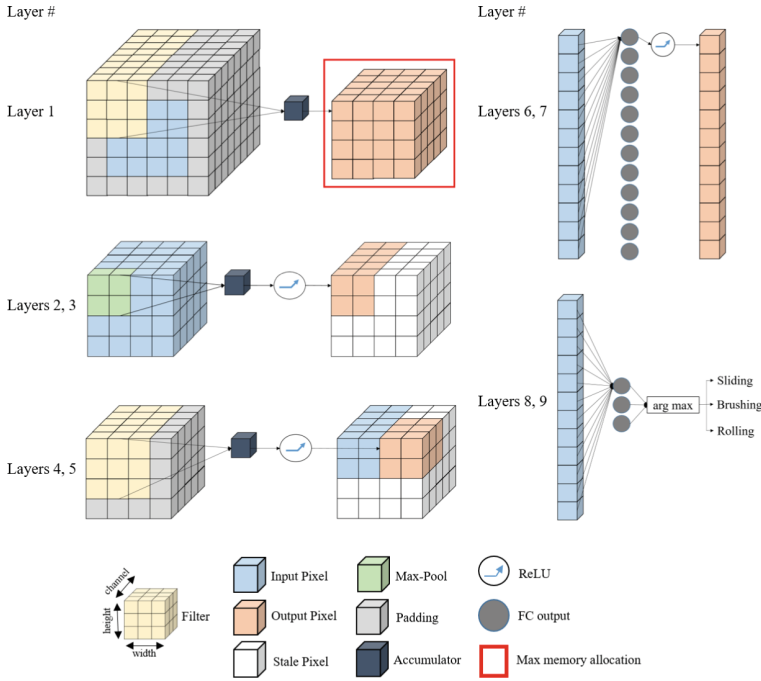 Layer #
Layer 1
Layers 2, 3
Layers 4, 5
Layer #
Layers 6, 7
Layers 8, 9
arg max
Sliding
Brushing
Rolling
channel
height
width
Filter
Input Pixel
Output Pixel
Stale Pixel
Max-Pool
Padding
Accumulator
ReLU
FC output
Max memory allocation